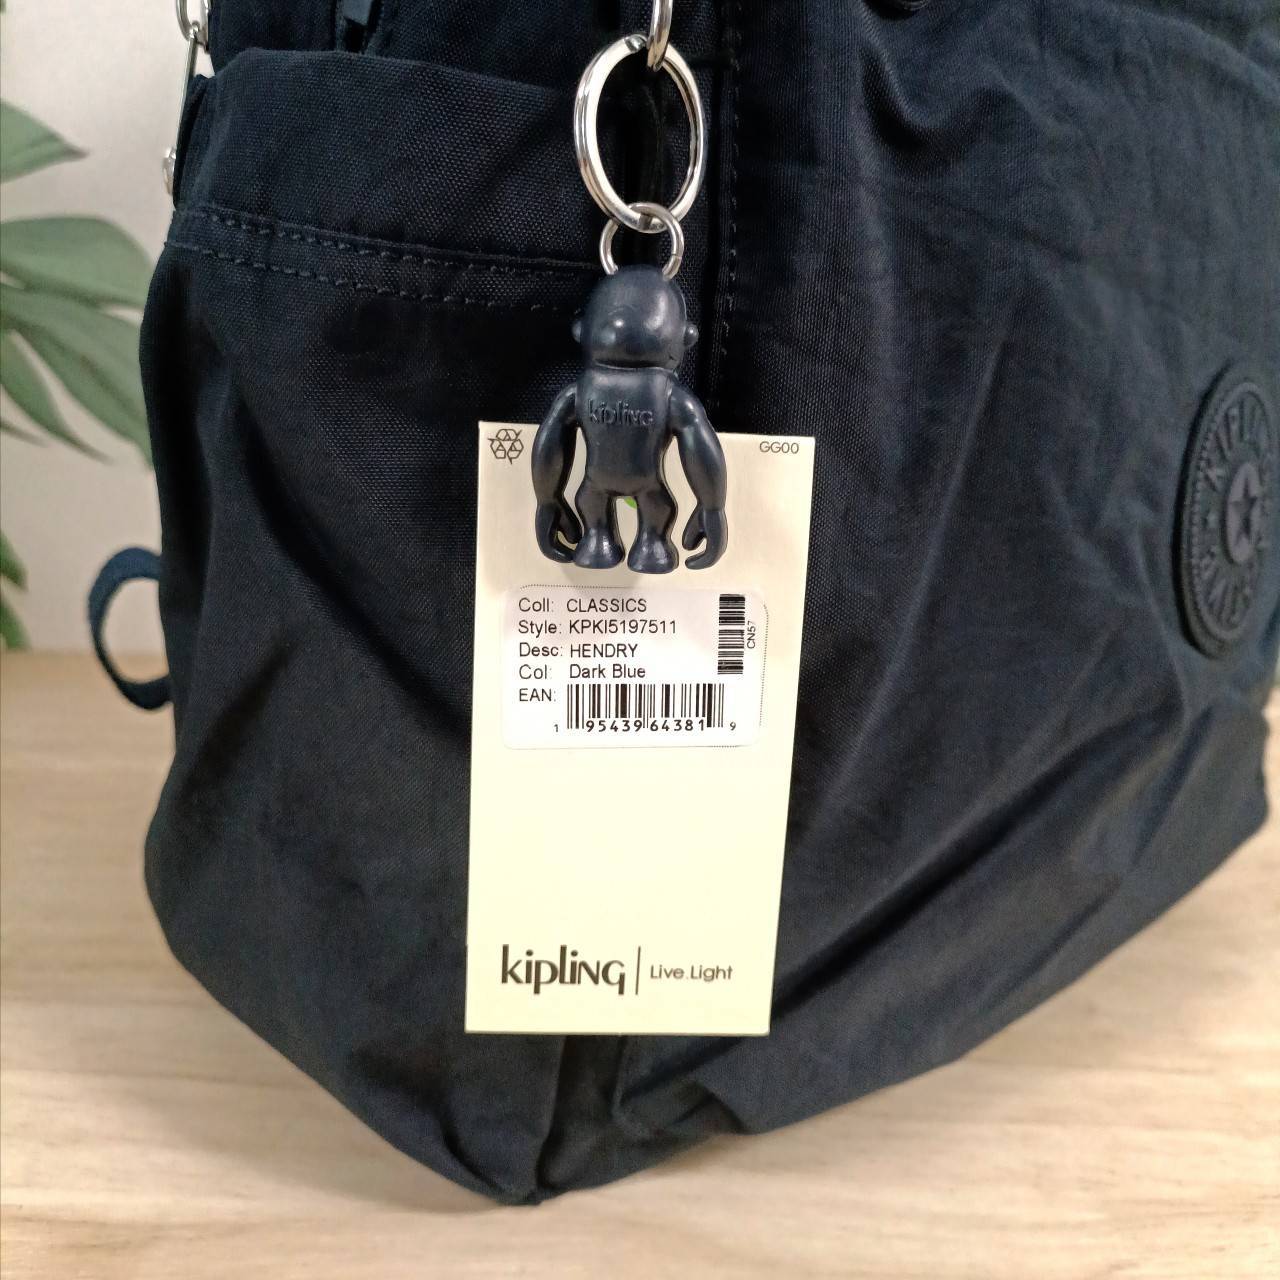 kipling
GG00
Coll: CLASSICS
Style: KPKI5197511
Desc: HENDRY
Col: Dark Blue
EAN:
1 95439 64381 9
CN57
kipling | Live.Light
KIPLING